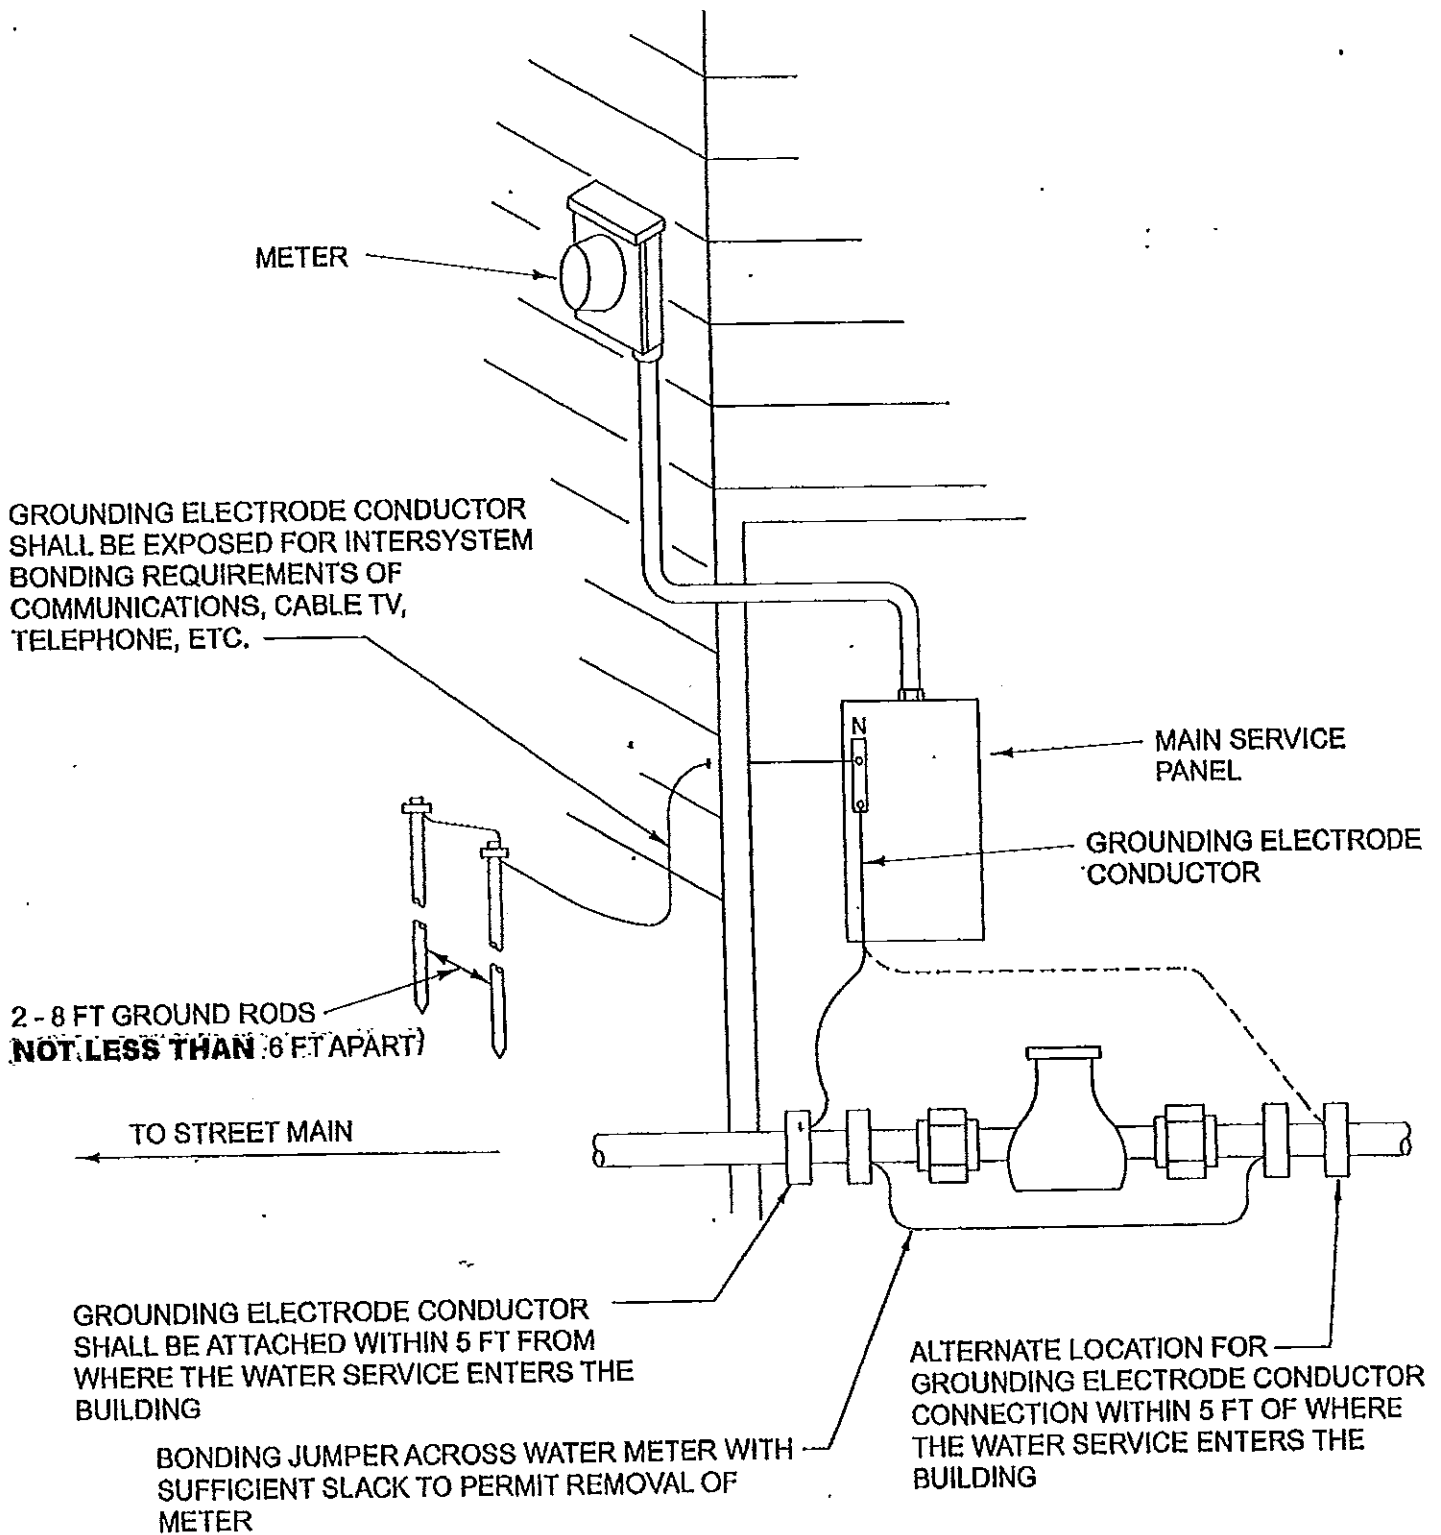 METER
GROUNDING ELECTRODE CONDUCTOR
SHALL BE EXPOSED FOR INTERSYSTEM
BONDING REQUIREMENTS OF
COMMUNICATIONS, CABLE TV,
TELEPHONE, ETC.
N
MAIN SERVICE
PANEL
GROUNDING ELECTRODE
CONDUCTOR
2 - 8 FT GROUND RODS
NOT LESS THAN 6 FT APART
TO STREET MAIN
GROUNDING ELECTRODE CONDUCTOR
SHALL BE ATTACHED WITHIN 5 FT FROM
WHERE THE WATER SERVICE ENTERS THE
BUILDING
BONDING JUMPER ACROSS WATER METER WITH
SUFFICIENT SLACK TO PERMIT REMOVAL OF
METER
ALTERNATE LOCATION FOR
GROUNDING ELECTRODE CONDUCTOR
CONNECTION WITHIN 5 FT OF WHERE
THE WATER SERVICE ENTERS THE
BUILDING